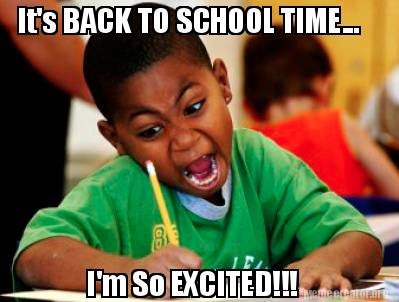 It's BACK TO SCHOOL TIME...
I'm So EXCITED!!!